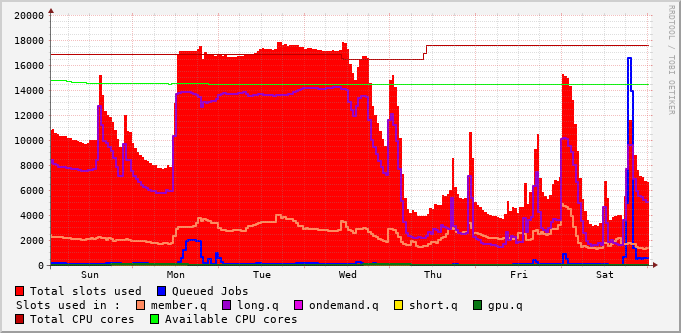 RRDTOOL / TOBI OETIKER
20000
18000
16000
14000
12000
10000
8000
6000
4000
2000
0
Sun Mon Tue Wed Thu Fri Sat
Total slots used Queued Jobs
Slots used in : member.q long.q ondemand.q short.q gpu.q
Total CPU cores Available CPU cores